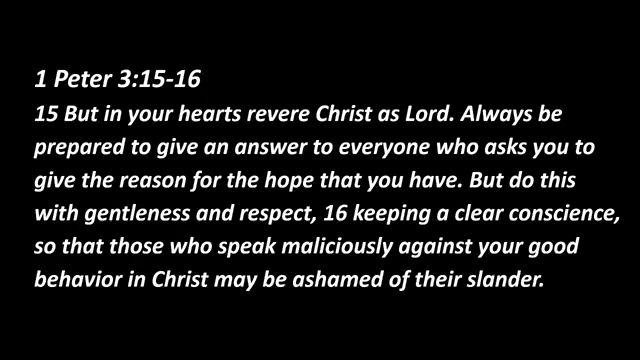 1 Peter 3:15-16
15 But in your hearts revere Christ as Lord. Always be
prepared to give an answer to everyone who asks you to
give the reason for the hope that you have. But do this
with gentleness and respect, 16 keeping a clear conscience,
so that those who speak maliciously against your good
behavior in Christ may be ashamed of their slander.